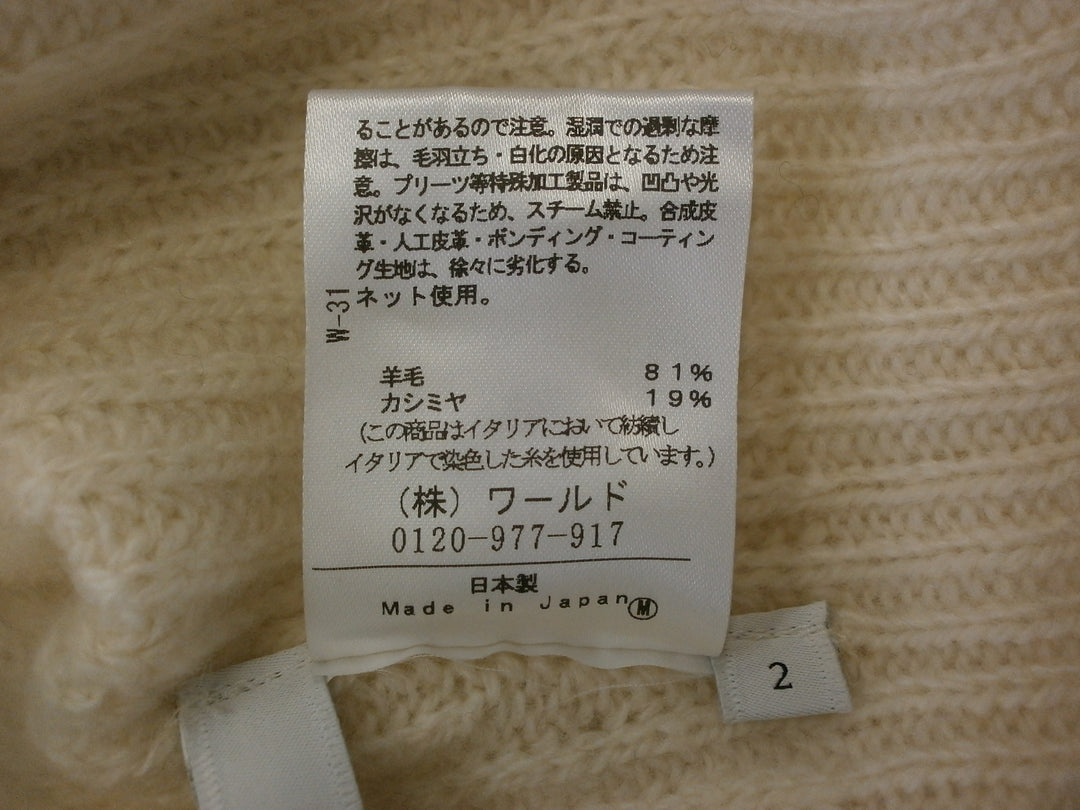 ることがあるので注意。湿潤での過剰な摩
擦は、毛羽立ち・白化の原因となるため注
意。プリーツ等特殊加工製品は、凹凸や光
沢がなくなるため、スチーム禁止。合成皮
革・人工皮革・ボンディング・コーティン
グ生地は、徐々に劣化する。
ネット使用。
W-31
羊毛 81%
カシミヤ 19%
(この商品はイタリアにおいて紡績し
イタリアで染色した糸を使用しています。)
(株) ワールド
0120-977-917
日本製
Made in Japan Ⓜ
2